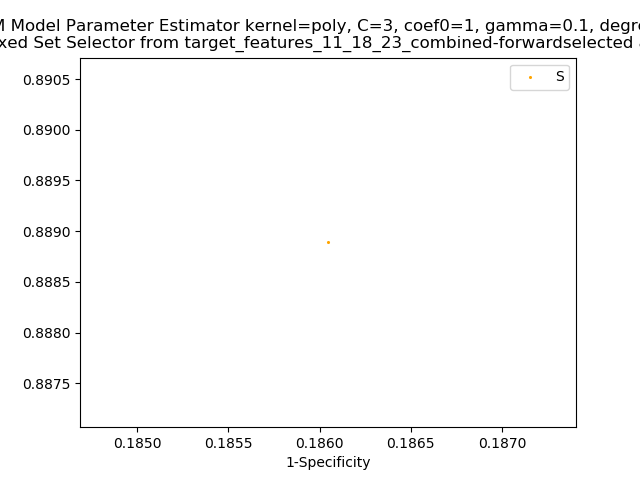 Model Parameter Estimator kernel=poly, C=3, coef0=1, gamma=0.1,
Set Selector from target_features_11_18_23_combined-forwardselected
S
0.8905
0.8900
0.8895
0.8890
0.8885
0.8880
0.8875
0.1850 0.1855 0.1860 0.1865 0.1870
1-Specificity